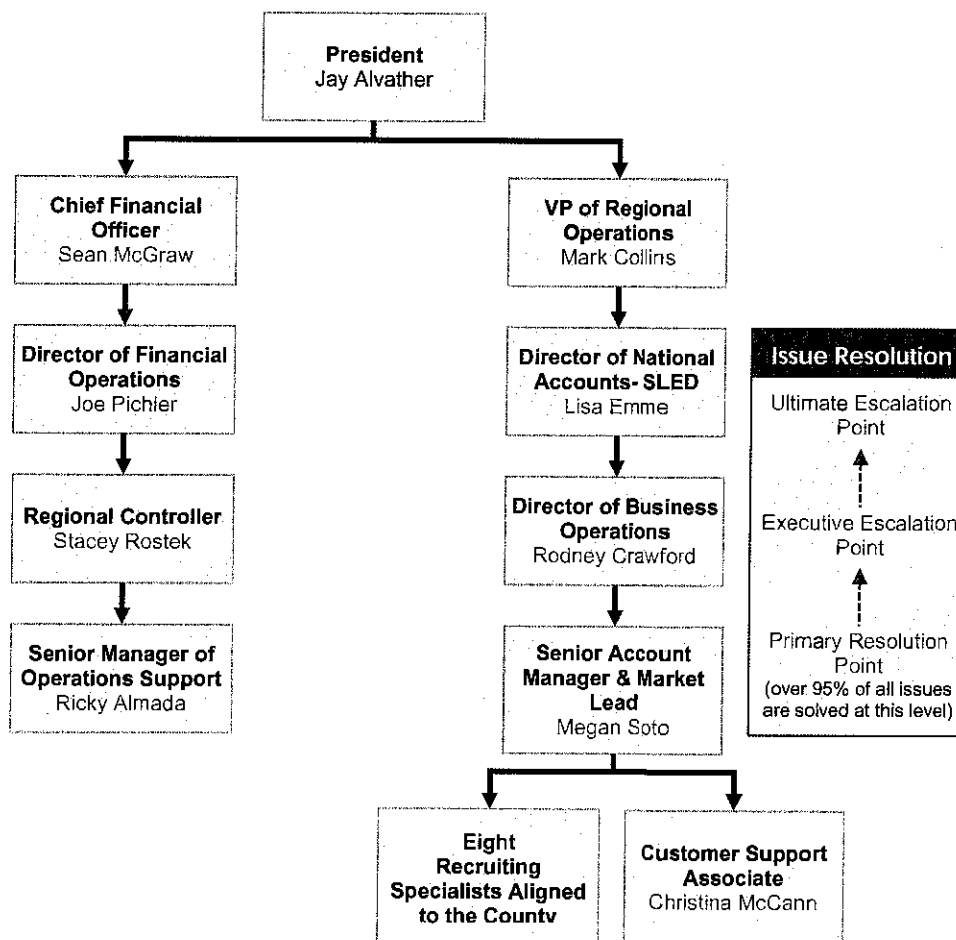 President
Jay Alvather
Chief Financial
Officer
Sean McGraw
VP of Regional
Operations
Mark Collins
Director of Financial
Operations
Joe Pichler
Director of National
Accounts- SLED
Lisa Emme
Regional Controller
Stacey Rostek
Director of Business
Operations
Rodney Crawford
Senior Manager of
Operations Support
Ricky Almada
Senior Account
Manager & Market
Lead
Megan Soto
Eight
Recruiting
Specialists Aligned
to the County
Customer Support
Associate
Christina McCann
Issue Resolution
Ultimate Escalation
Point
Executive Escalation
Point
Primary Resolution
Point
(over 95% of all issues
are solved at this level)